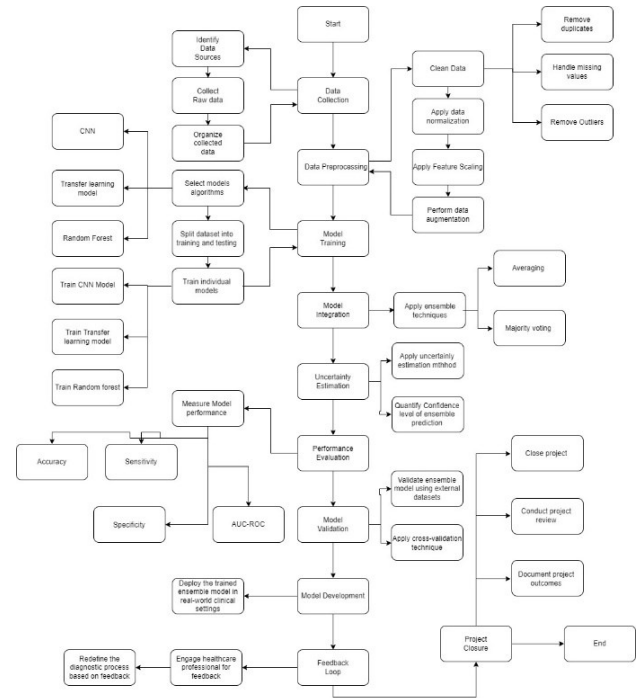 Start
Remove
duplicates
Identify
Data
Sources
Clean Data
Handle missing
values
Collect
Raw data
Data
Collection
Apply data
normalization
Remove Outliers
CNN
Organize
collected
data
Data Preprocessing
Apply Feature Scaling
Transfer learning
model
Select models
algorithms
Perform data
augmentation
Random Forest
Split dataset into
training and testing
Model
Training
Averaging
Train CNN Model
Train individual
models
Model
Integration
Apply ensemble
techniques
Majority voting
Train Transfer
learning model
Apply uncertainly
estimation mthhod
Uncertainty
Estimation
Train Random forest
Measure Model
performance
Quantify Confidence
level of ensemble
prediction
Performance
Evaluation
Close project
Accuracy
Sensitivity
Validate ensemble
model using external
datasets
Specificity
AUC-ROC
Model
Validation
Conduct project
review
Apply cross-validation
technique
Deploy the trained
ensemble model in
real-world clinical
settings
Model Development
Document project
outcomes
Project
Closure
End
Redefine the
diagnostic process
based on feedback
Engage healthcare
professional for
feedback
Feedback
Loop